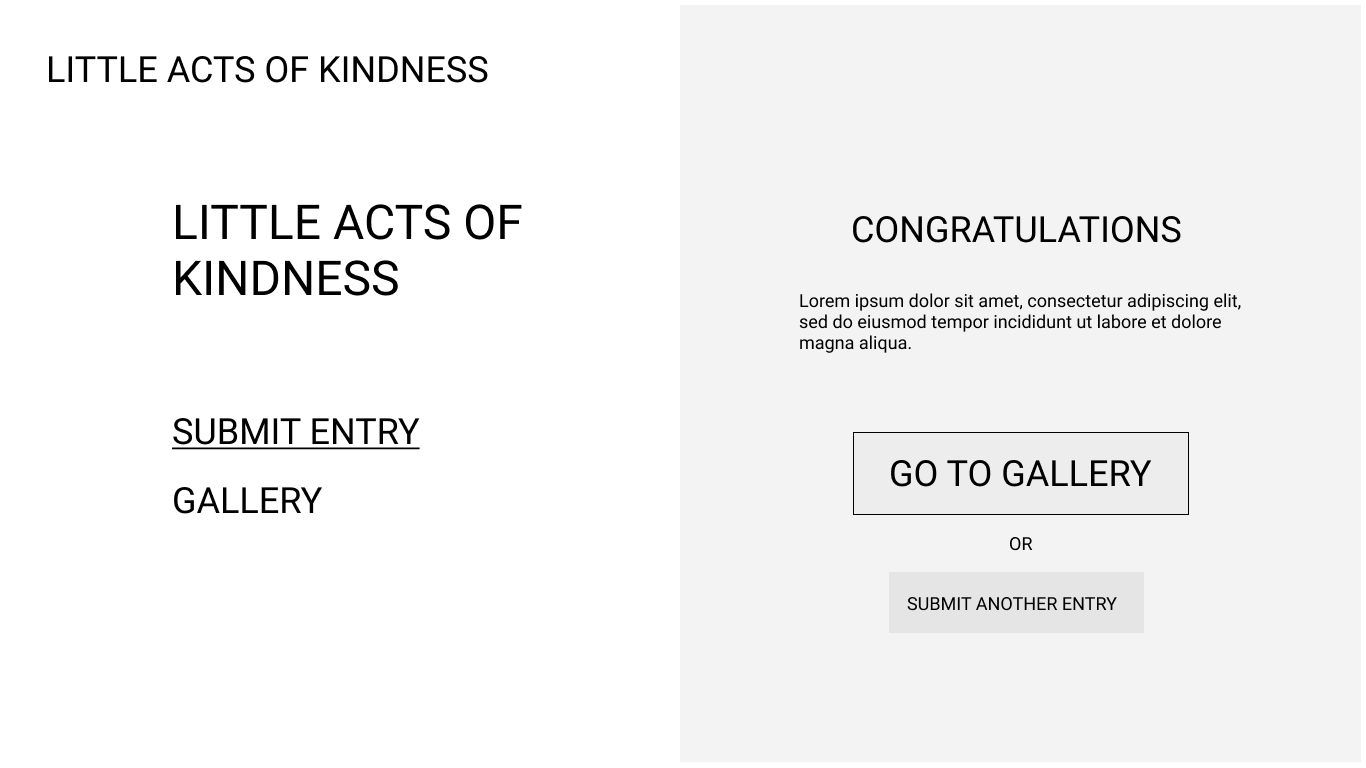 LITTLE ACTS OF KINDNESS
LITTLE ACTS OF
KINDNESS
SUBMIT ENTRY
GALLERY
CONGRATULATIONS
Lorem ipsum dolor sit amet, consectetur adipiscing elit,
sed do eiusmod tempor incididunt ut labore et dolore
magna aliqua.
GO TO GALLERY
OR
SUBMIT ANOTHER ENTRY